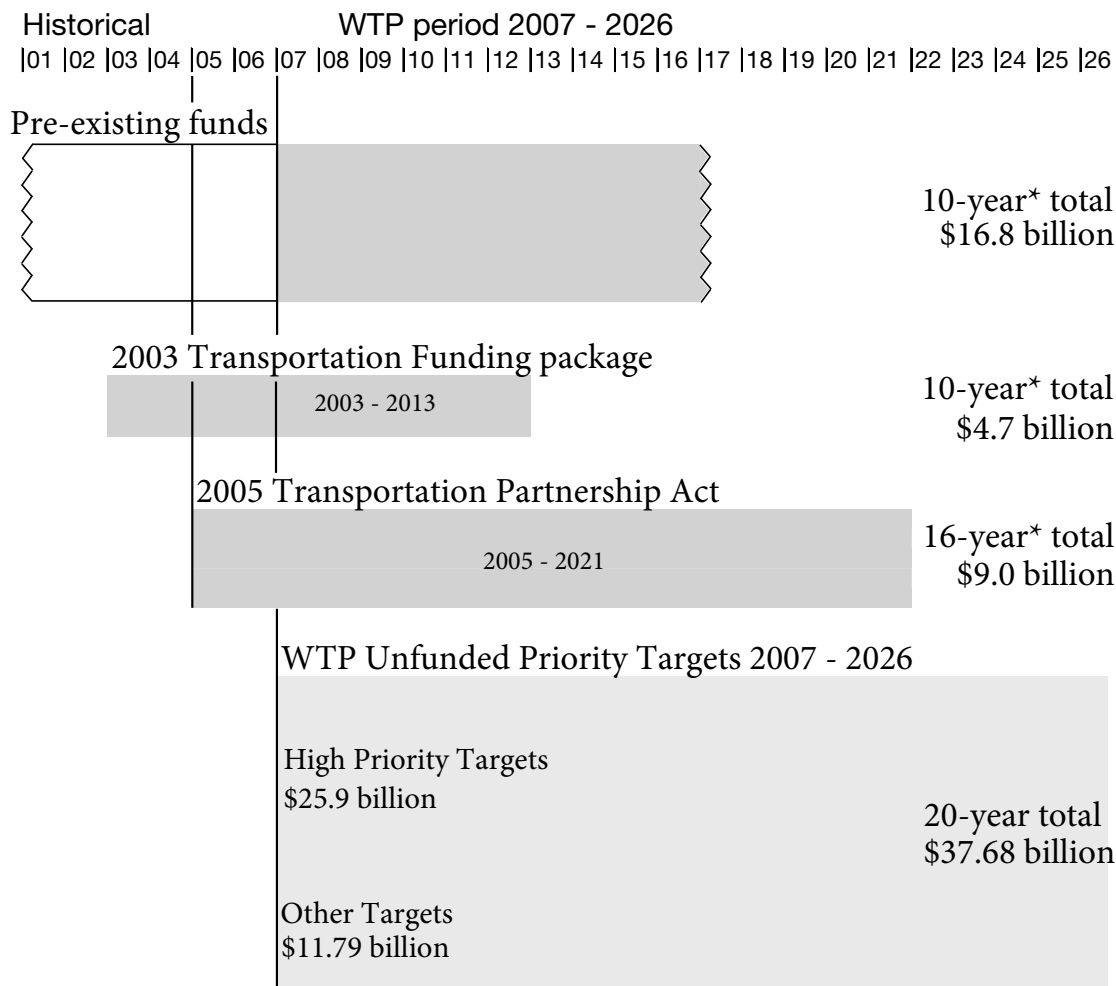 Historical WTP period 2007 - 2026
|01 |02 |03 |04 |05 |06 |07 |08 |09 |10 |11 |12 |13 |14 |15 |16 |17 |18 |19 |20 |21 |22 |23 |24 |25 |26
Pre-existing funds
10-year* total
$16.8 billion
2003 Transportation Funding package
2003 - 2013
10-year* total
$4.7 billion
2005 Transportation Partnership Act
2005 - 2021
16-year* total
$9.0 billion
WTP Unfunded Priority Targets 2007 - 2026
High Priority Targets
$25.9 billion
20-year total
$37.68 billion
Other Targets
$11.79 billion